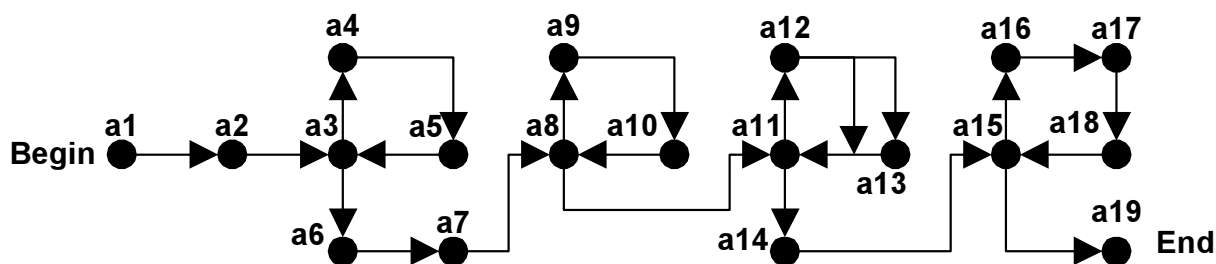 a4 a9 a12 a16 a17
a1 a2 a3 a5 a8 a10 a11 a15 a18
Begin
a13
a6 a7 a14 a19
End